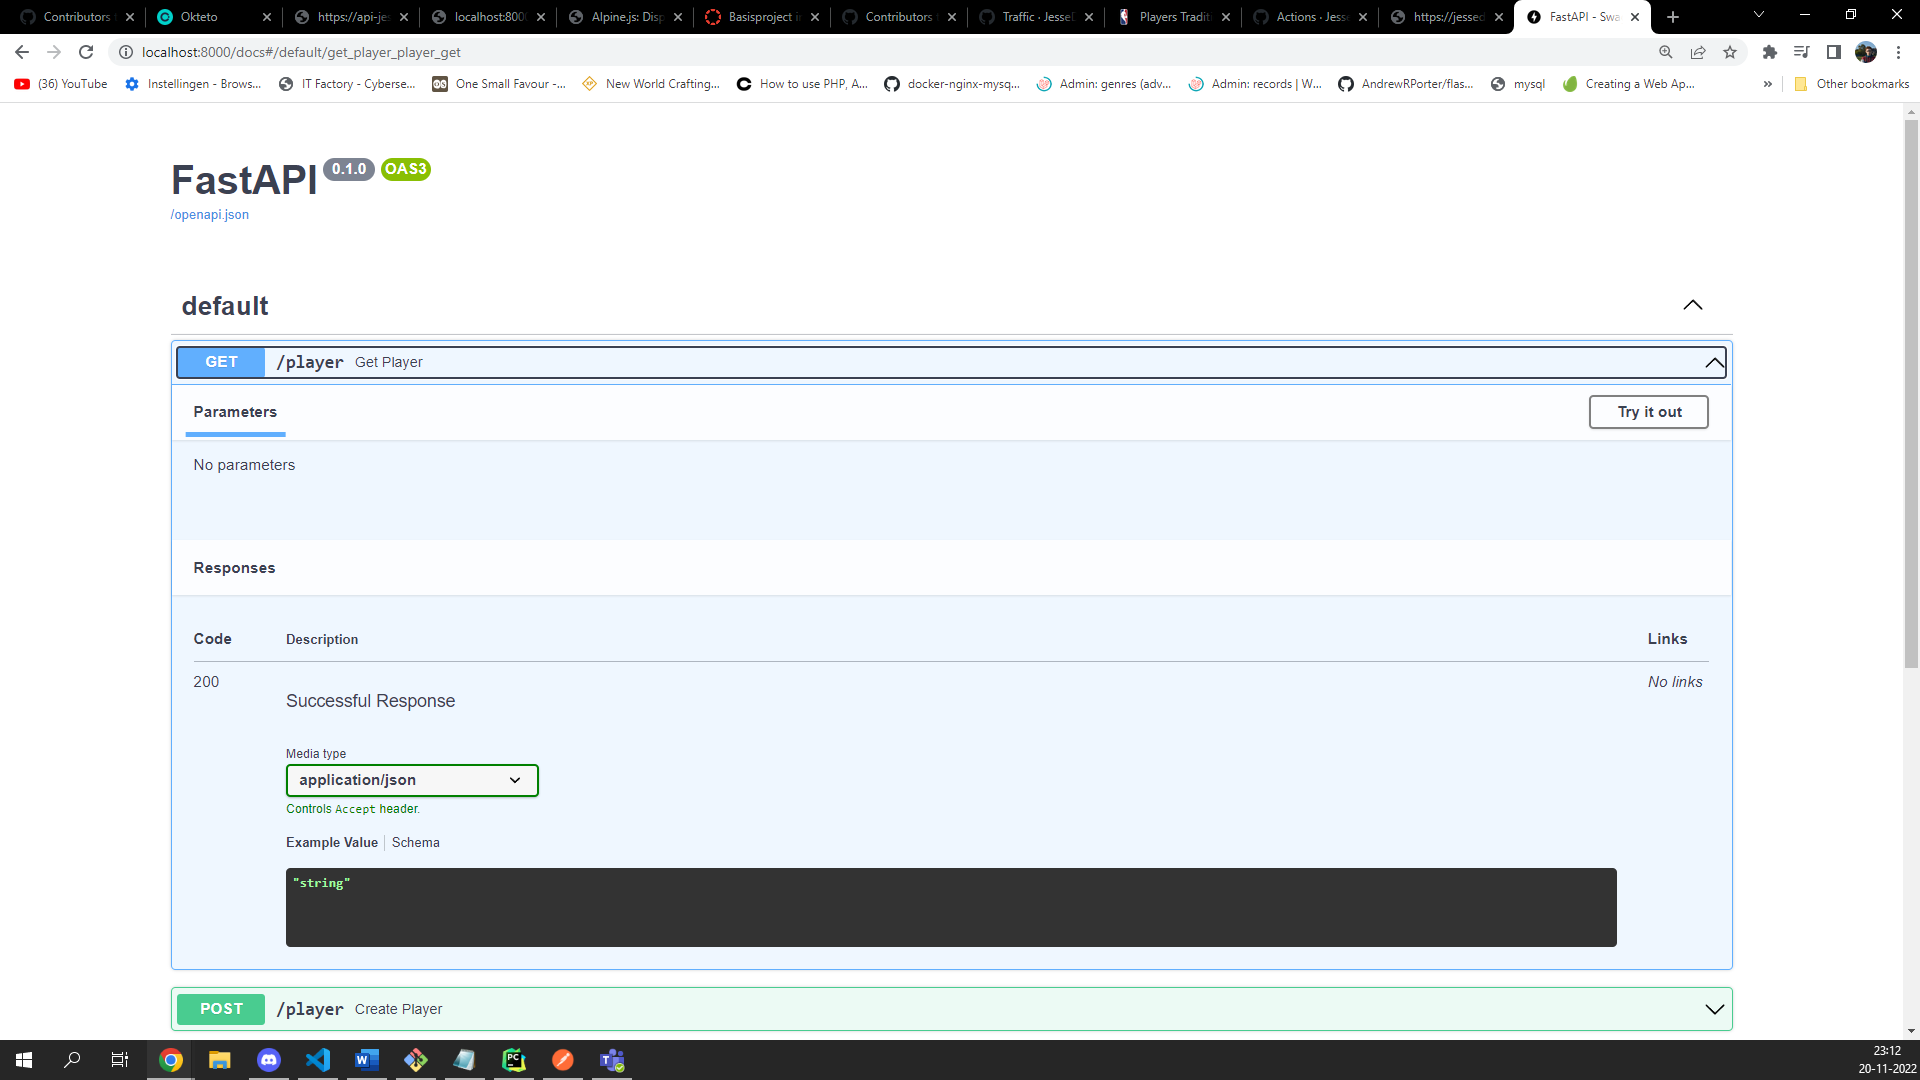 Contributors
Okteto
https://api-jes
localhost:800
Alpine.js: Disp
Basisproject i
Contributors
Traffic · Jesse
Players Tradit
Actions · Jesse
https://jessed
FastAPI - Swa
localhost:8000/docs#/default/get_player_player_get
(36) YouTube
Instellingen - Brows...
IT Factory - Cyberse...
One Small Favour -...
New World Crafting...
How to use PHP, A...
docker-nginx-mysq...
Admin: genres (adv...
Admin: records | W...
AndrewRPorter/flas...
mysql
Creating a Web Ap...
»
Other bookmarks
FastAPI 0.1.0 OAS3
/openapi.json
default
GET /player Get Player
Parameters
Try it out
No parameters
Responses
Code Description Links
200 No links
Successful Response
Media type
application/json
Controls Accept header.
Example Value Schema
"string"
POST /player Create Player
23:12
20-11-2022